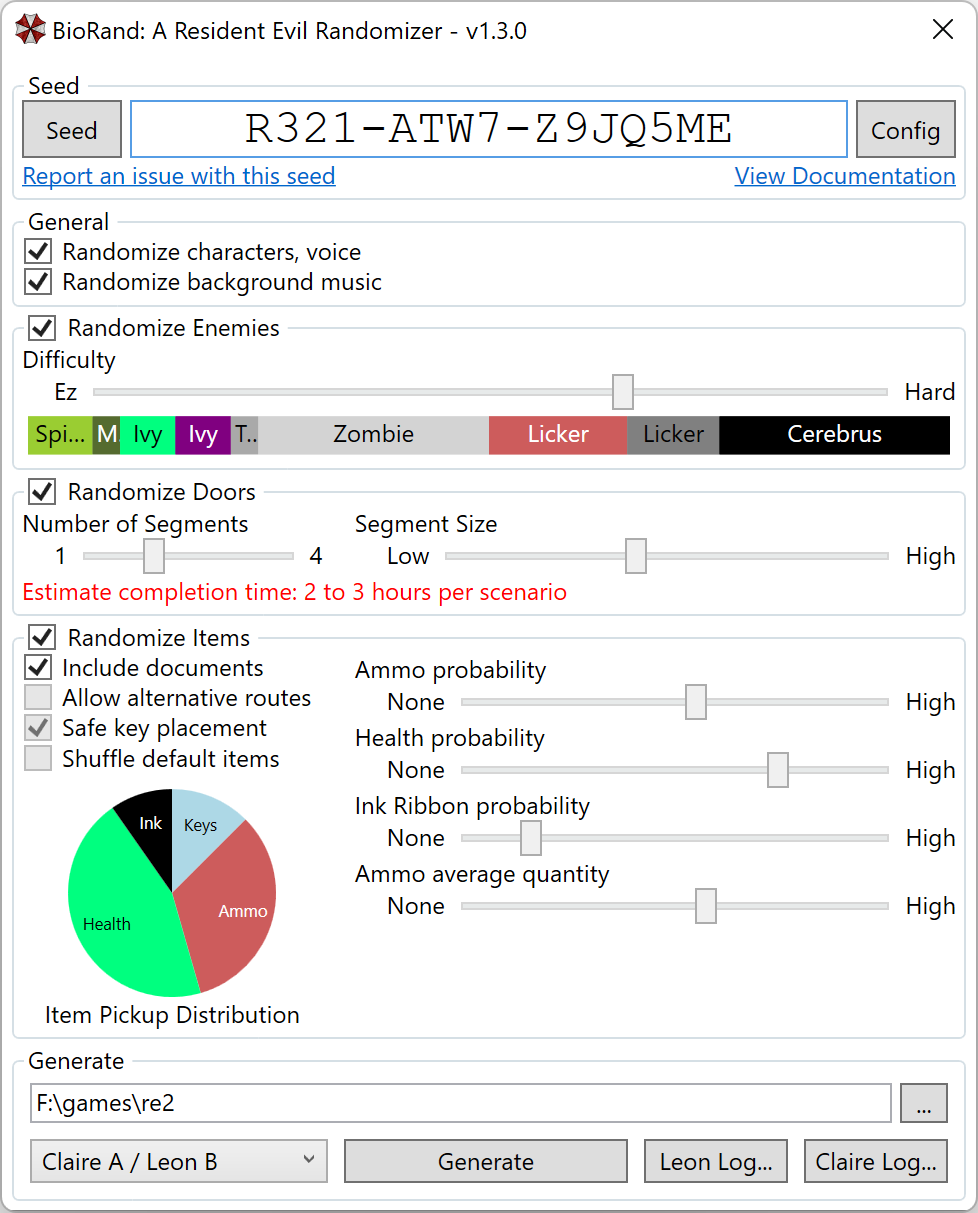 BioRand: A Resident Evil Randomizer - v1.3.0
Seed
Seed R321-ATW7-Z9JQ5ME Config
Report an issue with this seed View Documentation
General
Randomize characters, voice
Randomize background music
Randomize Enemies
Difficulty
Ez Hard
Spi... M. Ivy Ivy T.. Zombie Licker Licker Cerebrus
Randomize Doors
Number of Segments Segment Size
1 4 Low High
Estimate completion time: 2 to 3 hours per scenario
Randomize Items
Include documents
Allow alternative routes
Safe key placement
Shuffle default items
Ammo probability
None High
Health probability
None High
Ink Ribbon probability
None High
Ammo average quantity
None High
Ink Keys
Ammo
Health
Item Pickup Distribution
Generate
F:\games\re2 ...
Claire A / Leon B Generate Leon Log... Claire Log...